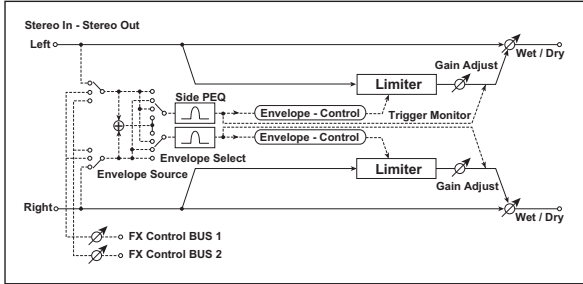 Stereo In - Stereo Out
Left
Wet / Dry
Gain Adjust
Limiter
Side PEQ
Envelope - Control
Trigger Monitor
Envelope - Control
Envelope Select
Envelope Source
Limiter
Gain Adjust
Right
Wet / Dry
FX Control BUS 1
FX Control BUS 2